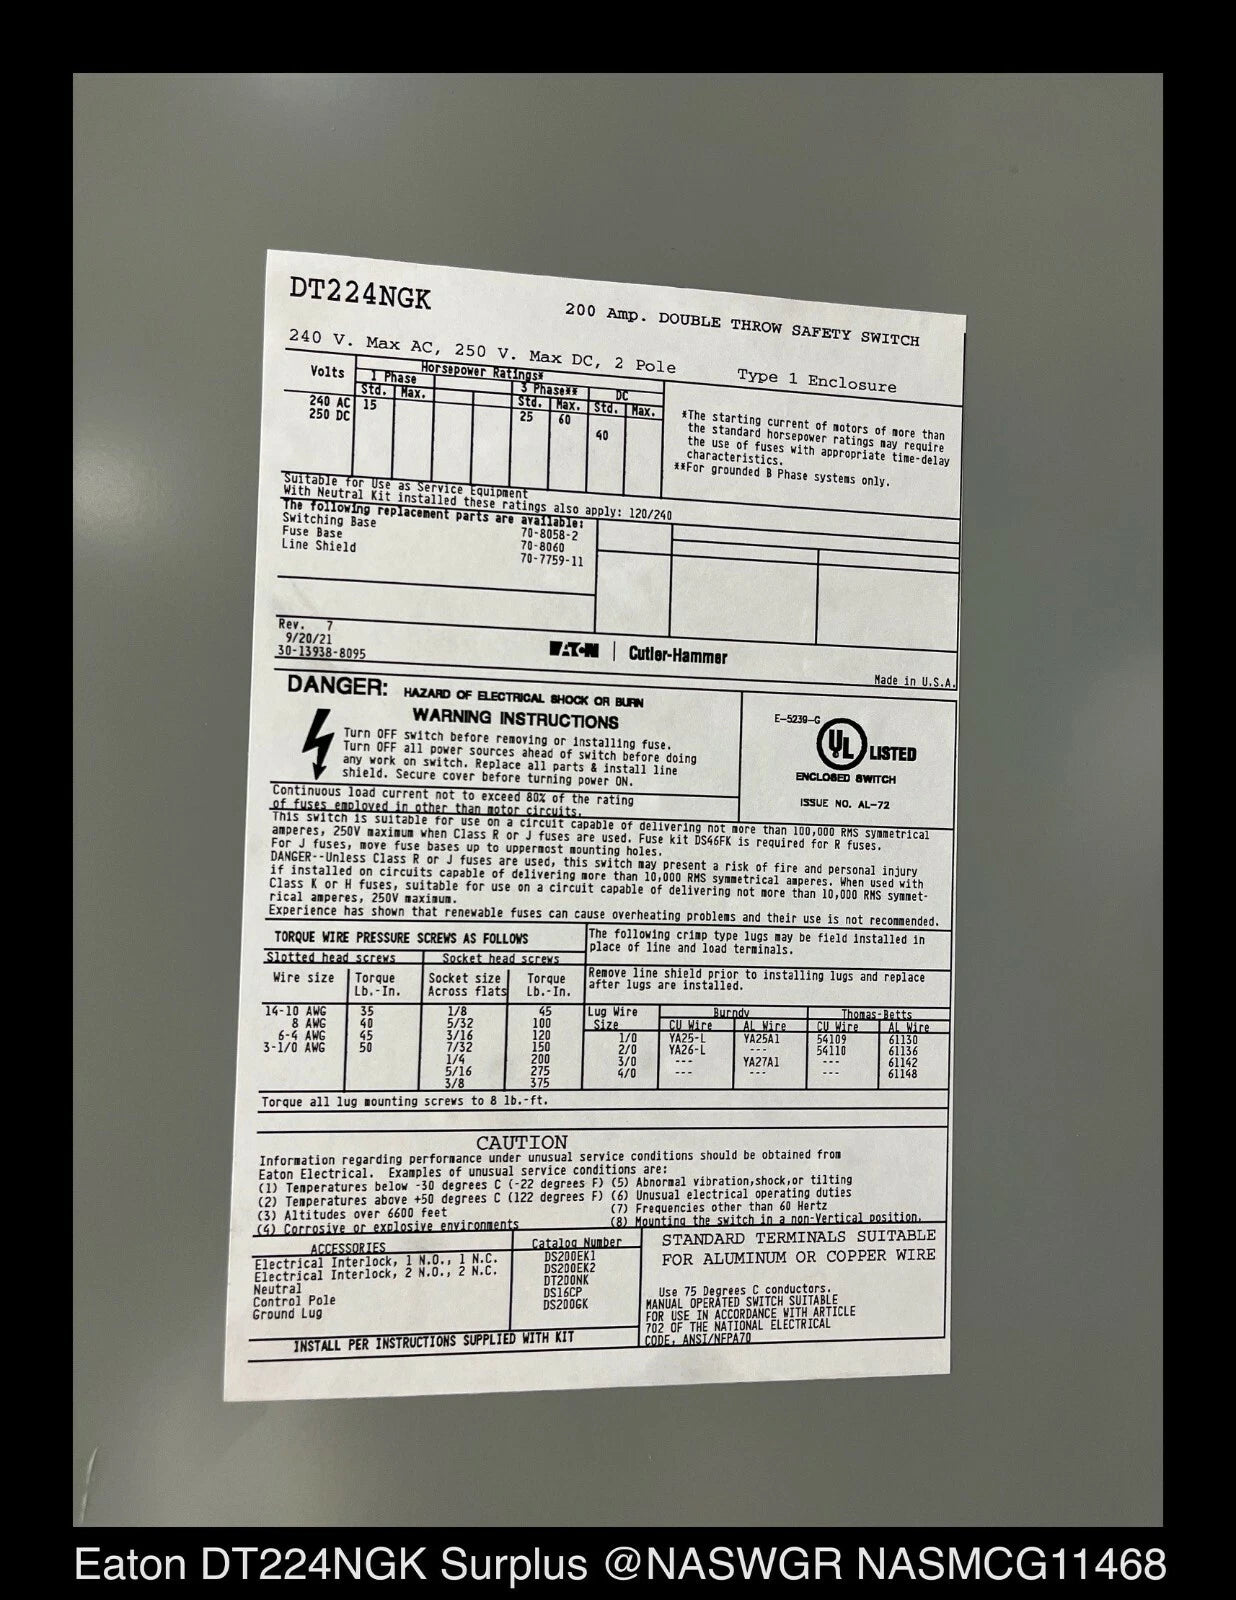 DT224NGK
200 Amp. DOUBLE THROW SAFETY SWITCH
240 V. Max AC, 250 V. Max DC, 2 Pole
Type 1 Enclosure
Volts
Horsepower Ratings*
1 Phase
3 Phase**
DC
Std. Max. Std. Max. Std. Max.
240 AC 15 25 60
250 DC 40
*The starting current of motors of more than
the standard horsepower ratings may require
the use of fuses with appropriate time-delay
characteristics.
**For grounded B Phase systems only.
Suitable for Use as Service Equipment
With Neutral Kit installed these ratings also apply: 120/240
The following replacement parts are available:
Switching Base 70-8058-2
Fuse Base 70-8060
Line Shield 70-7759-11
Rev. 7
9/20/21
30-13938-8095
EATON | Cutler-Hammer
Made in U.S.A.
DANGER: HAZARD OF ELECTRICAL SHOCK OR BURN
WARNING INSTRUCTIONS
Turn OFF switch before removing or installing fuse.
Turn OFF all power sources ahead of switch before doing
any work on switch. Replace all parts & install line
shield. Secure cover before turning power ON.
E-5239-G
UL LISTED
ENCLOSED SWITCH
ISSUE NO. AL-72
Continuous load current not to exceed 80% of the rating
of fuses employed in other than motor circuits.
This switch is suitable for use on a circuit capable of delivering not more than 100,000 RMS symmetrical
amperes, 250V maximum when Class R or J fuses are used. Fuse kit DS46FK is required for R fuses.
For J fuses, move fuse bases up to uppermost mounting holes.
DANGER--Unless Class R or J fuses are used, this switch may present a risk of fire and personal injury
if installed on circuits capable of delivering more than 10,000 RMS symmetrical amperes. When used with
Class K or H fuses, suitable for use on a circuit capable of delivering not more than 10,000 RMS symmet-
rical amperes, 250V maximum.
Experience has shown that renewable fuses can cause overheating problems and their use is not recommended.
TORQUE WIRE PRESSURE SCREWS AS FOLLOWS
Slotted head screws Socket head screws
Wire size Torque Socket size Torque
Lb.-In. Across flats Lb.-In.
14-10 AWG 35 1/8 45
8 AWG 40 5/32 100
6-4 AWG 45 3/16 120
3-1/0 AWG 50 7/32 150
1/4 200
5/16 275
3/8 375
The following crimp type lugs may be field installed in
place of line and load terminals.
Remove line shield prior to installing lugs and replace
after lugs are installed.
Lug Wire Burndy Thomas-Betts
Size CU Wire AL Wire CU Wire AL Wire
1/0 YA25-L YA25A1 54109 61130
2/0 YA26-L --- 54110 61136
3/0 --- YA27A1 --- 61142
4/0 --- --- --- 61148
Torque all lug mounting screws to 8 lb.-ft.
CAUTION
Information regarding performance under unusual service conditions should be obtained from
Eaton Electrical. Examples of unusual service conditions are:
(1) Temperatures below -30 degrees C (-22 degrees F) (5) Abnormal vibration,shock,or tilting
(2) Temperatures above +50 degrees C (122 degrees F) (6) Unusual electrical operating duties
(3) Altitudes over 6600 feet (7) Frequencies other than 60 Hertz
(4) Corrosive or explosive environments (8) Mounting the switch in a non-Vertical position.
ACCESSORIES Catalog Number
Electrical Interlock, 1 N.O., 1 N.C. DS200EK1
Electrical Interlock, 2 N.O., 2 N.C. DS200EK2
Neutral DT200NK
Control Pole DS16CP
Ground Lug DS200GK
INSTALL PER INSTRUCTIONS SUPPLIED WITH KIT
STANDARD TERMINALS SUITABLE
FOR ALUMINUM OR COPPER WIRE
Use 75 Degrees C conductors.
MANUAL OPERATED SWITCH SUITABLE
FOR USE IN ACCORDANCE WITH ARTICLE
702 OF THE NATIONAL ELECTRICAL
CODE, ANSI/NFPA70
Eaton DT224NGK Surplus @NASWGR NASMCG11468